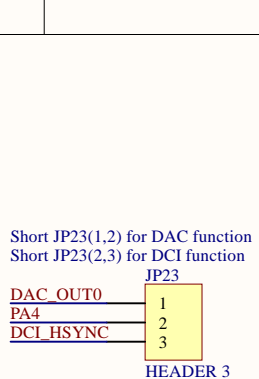 Short JP23(1,2) for DAC function
Short JP23(2,3) for DCI function
JP23
DAC_OUT0 1
PA4 2
DCI_HSYNC 3
HEADER 3